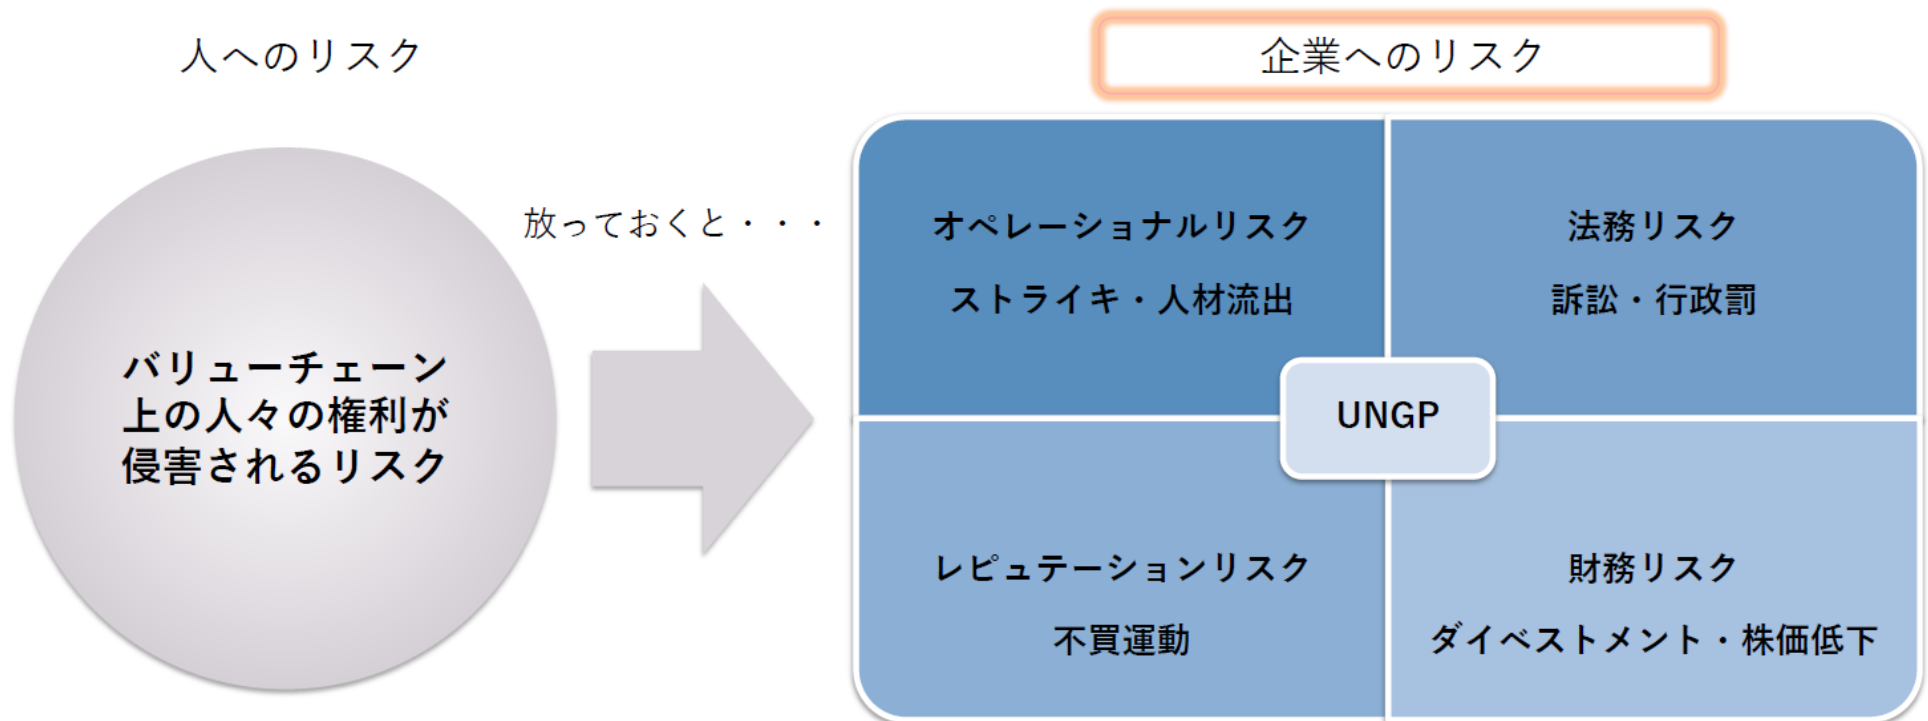 人へのリスク
企業へのリスク
放っておくと・・・
バリューチェーン
上の人々の権利が
侵害されるリスク
オペレーショナルリスク
ストライキ・人材流出
法務リスク
訴訟・行政罰
UNGP
レピュテーションリスク
不買運動
財務リスク
ダイベストメント・株価低下